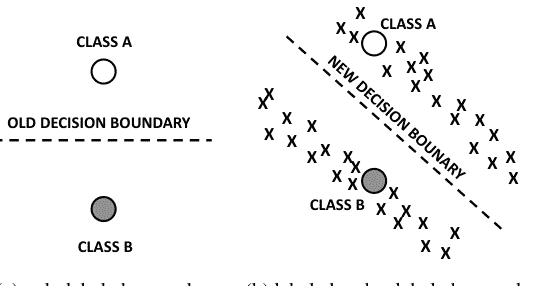 CLASS A
OLD DECISION BOUNDARY
CLASS B
CLASS A
NEW DECISION BOUNARY
CLASS B